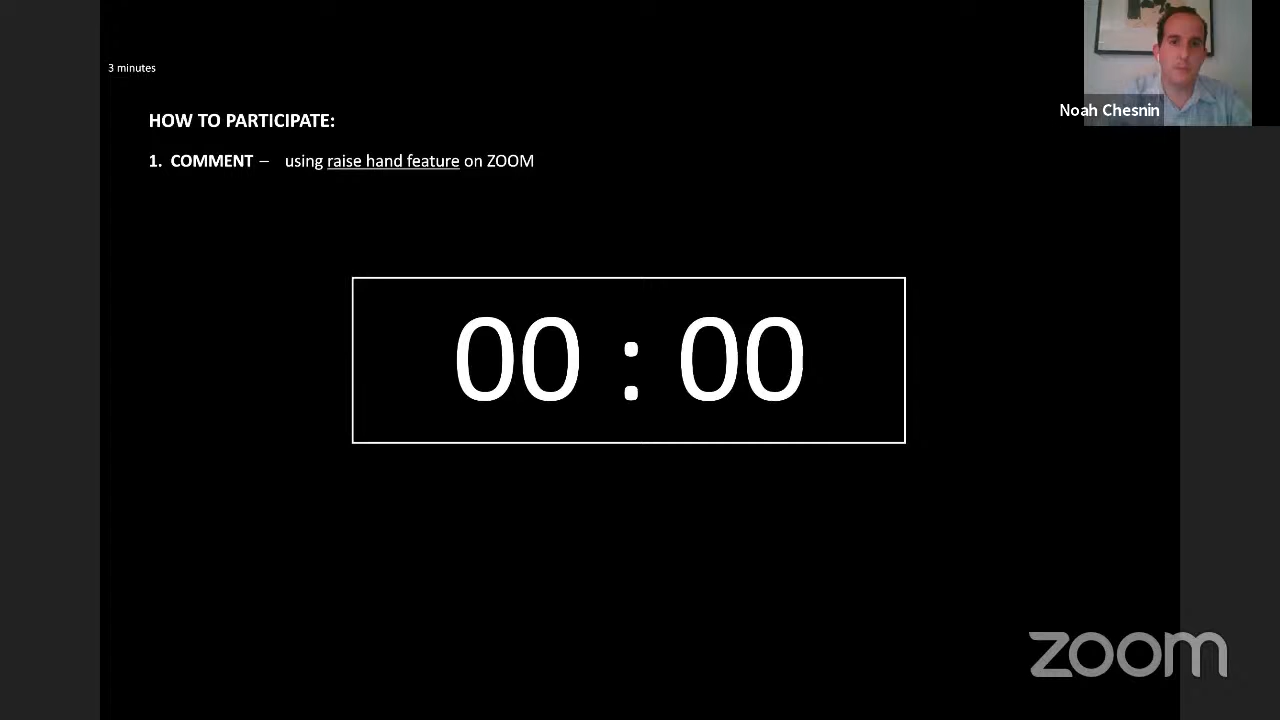 3 minutes
Noah Chesnin
HOW TO PARTICIPATE:
1. COMMENT – using raise hand feature on ZOOM
00 : 00
zoom